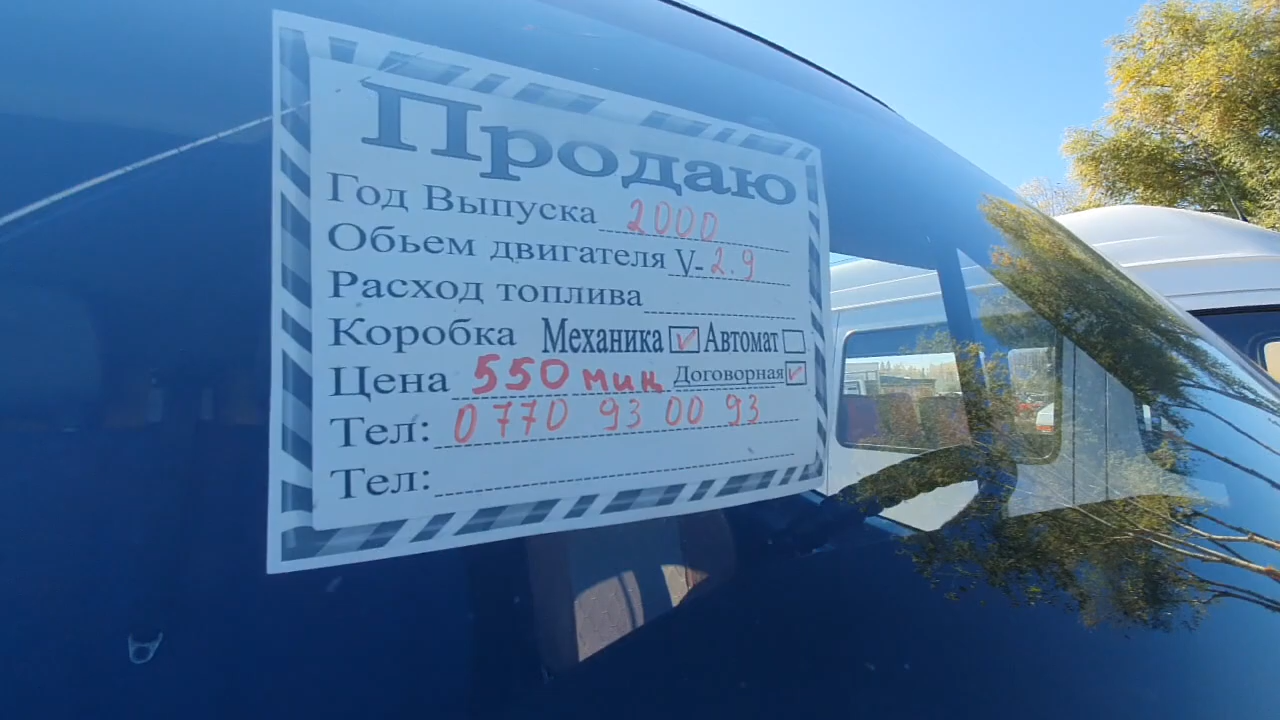 Продаю
Год Выпуска 2000
Обьем двигателя V-2.9
Расход топлива
Коробка Механика Автомат
Цена 550 мин Договорная
Тел: 0770 93 00 93
Тел: